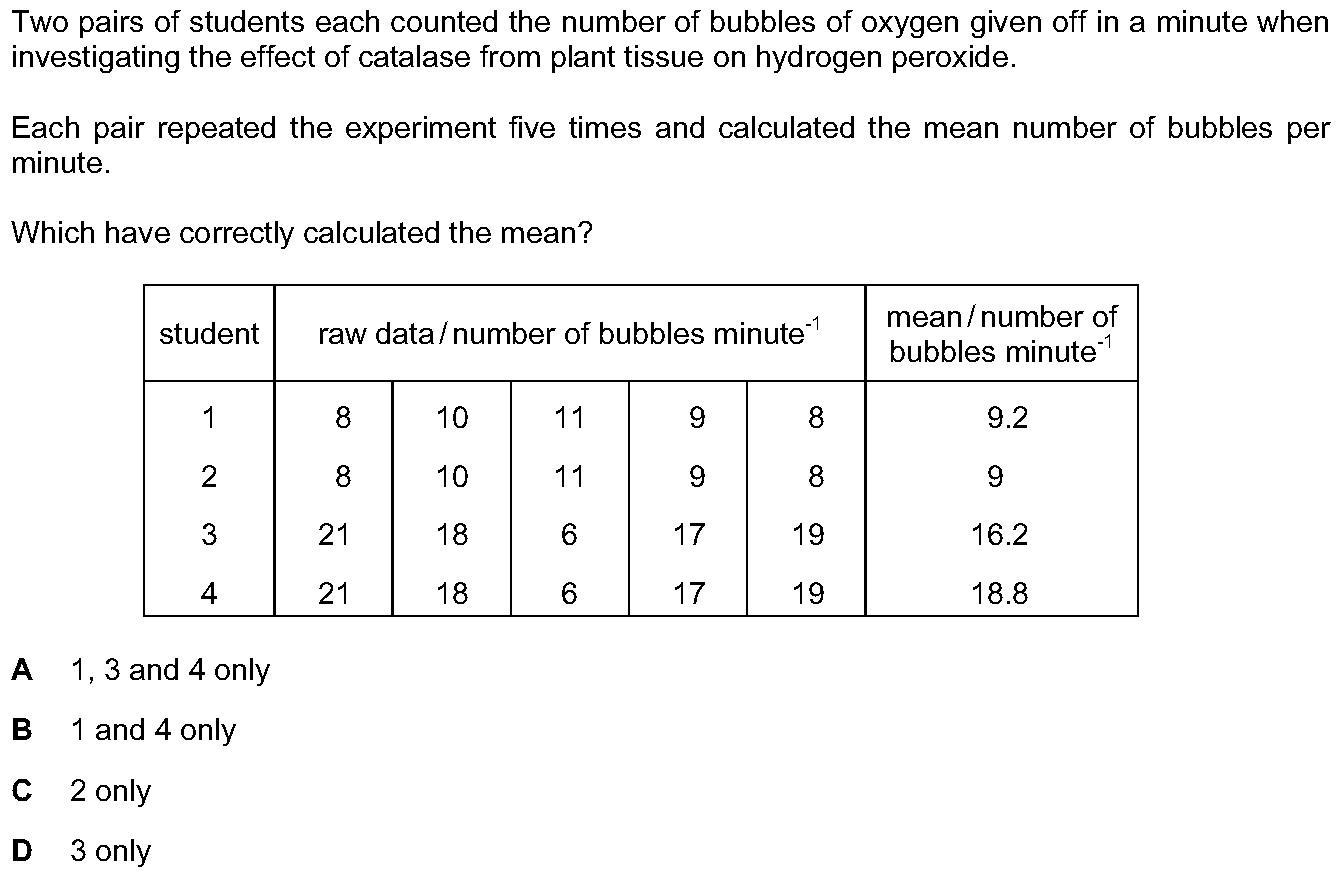 Two pairs of students each counted the number of bubbles of oxygen given off in a minute when
investigating the effect of catalase from plant tissue on hydrogen peroxide.
Each pair repeated the experiment five times and calculated the mean number of bubbles per
minute.
Which have correctly calculated the mean?
student raw data / number of bubbles minute⁻¹ mean / number of
bubbles minute⁻¹
1 8 10 11 9 8 9.2
2 8 10 11 9 8 9
3 21 18 6 17 19 16.2
4 21 18 6 17 19 18.8
A 1, 3 and 4 only
B 1 and 4 only
C 2 only
D 3 only